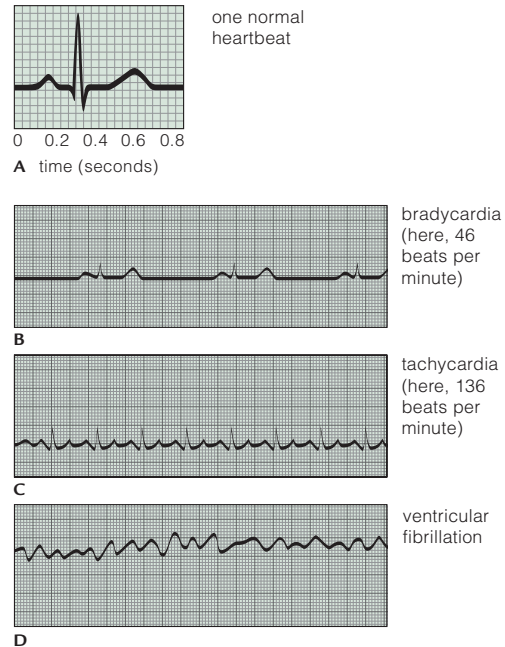 one normal
heartbeat
0 0.2 0.4 0.6 0.8
A time (seconds)
bradycardia
(here, 46
beats per
minute)
B
tachycardia
(here, 136
beats per
minute)
C
ventricular
fibrillation
D